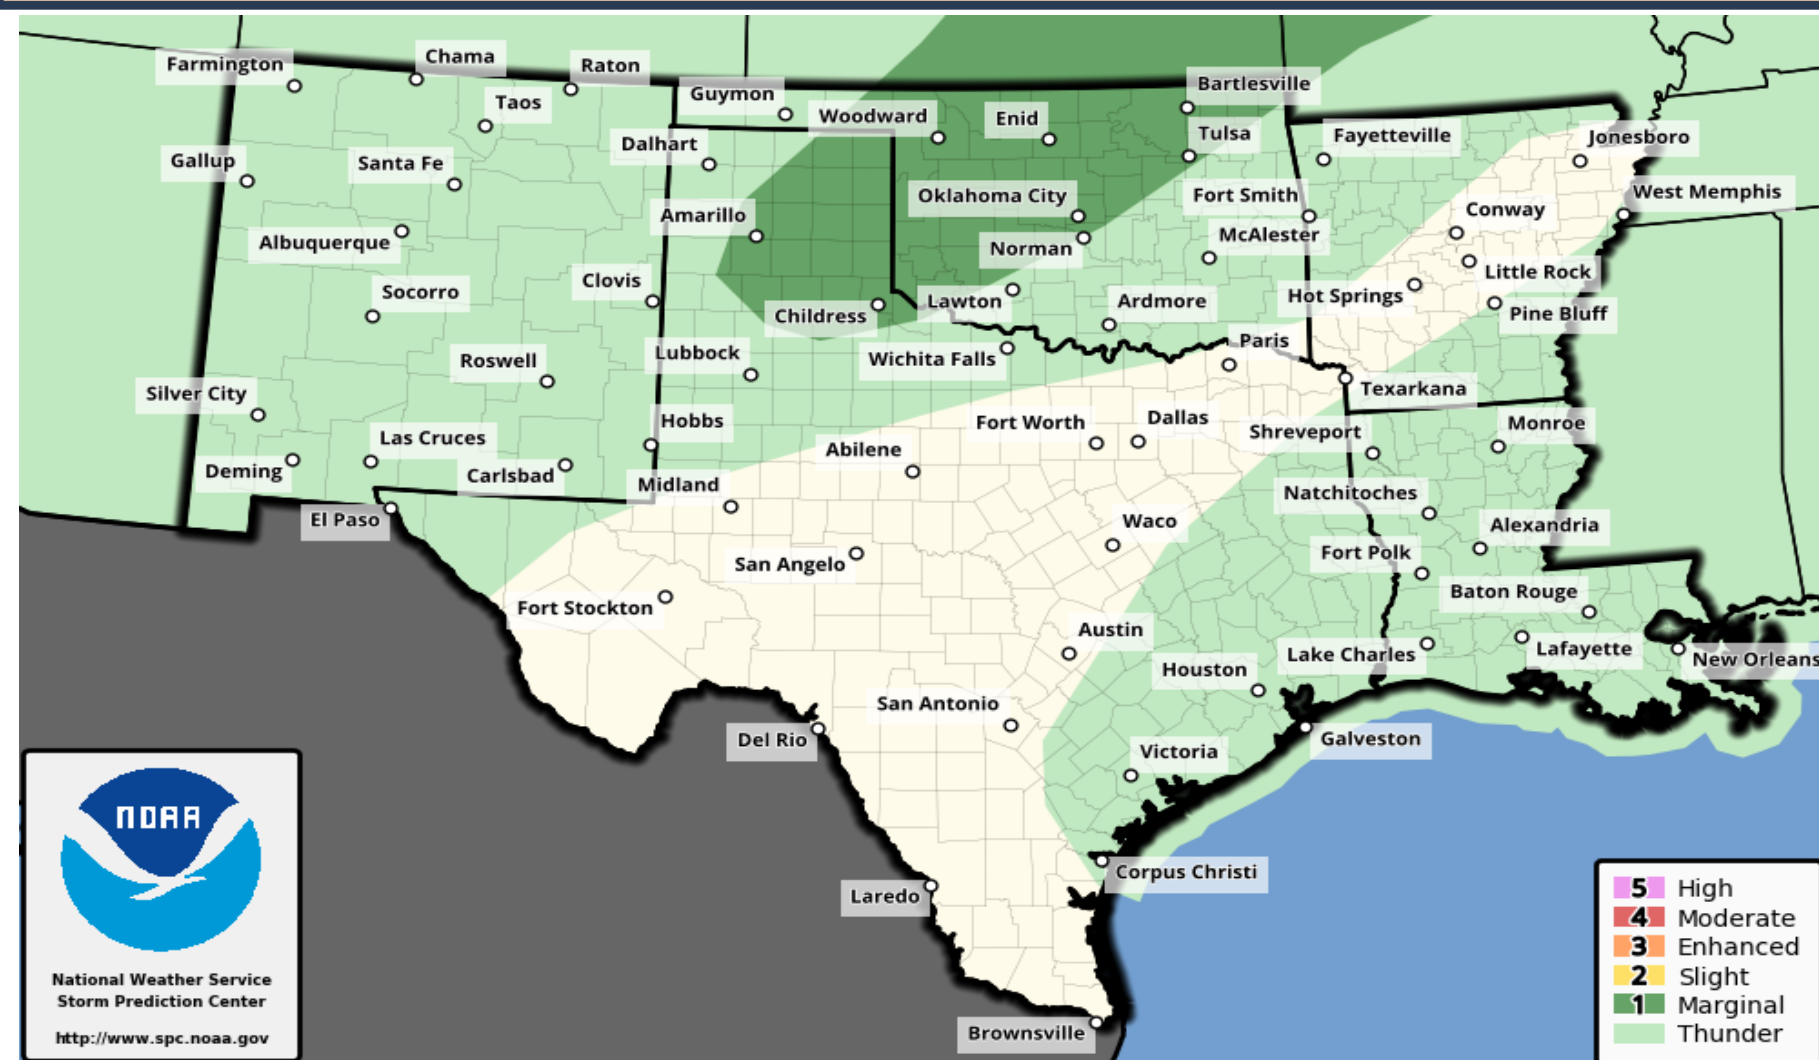 Farmington
Chama
Raton
Taos
Guymon
Woodward
Enid
Bartlesville
Tulsa
Fayetteville
Jonesboro
Gallup
Santa Fe
Dalhart
Oklahoma City
Fort Smith
Conway
West Memphis
Albuquerque
Amarillo
Norman
McAlester
Little Rock
Socorro
Clovis
Childress
Lawton
Ardmore
Hot Springs
Pine Bluff
Roswell
Lubbock
Wichita Falls
Paris
Texarkana
Silver City
Las Cruces
Hobbs
Abilene
Fort Worth
Dallas
Shreveport
Monroe
Deming
Carlsbad
Midland
Natchitoches
El Paso
San Angelo
Waco
Alexandria
Fort Polk
Fort Stockton
Austin
Baton Rouge
Houston
Lake Charles
Lafayette
New Orleans
San Antonio
Del Rio
Victoria
Galveston
Laredo
Corpus Christi
Brownsville
NOAA
National Weather Service
Storm Prediction Center
http://www.spc.noaa.gov
5 High
4 Moderate
3 Enhanced
2 Slight
1 Marginal
Thunder